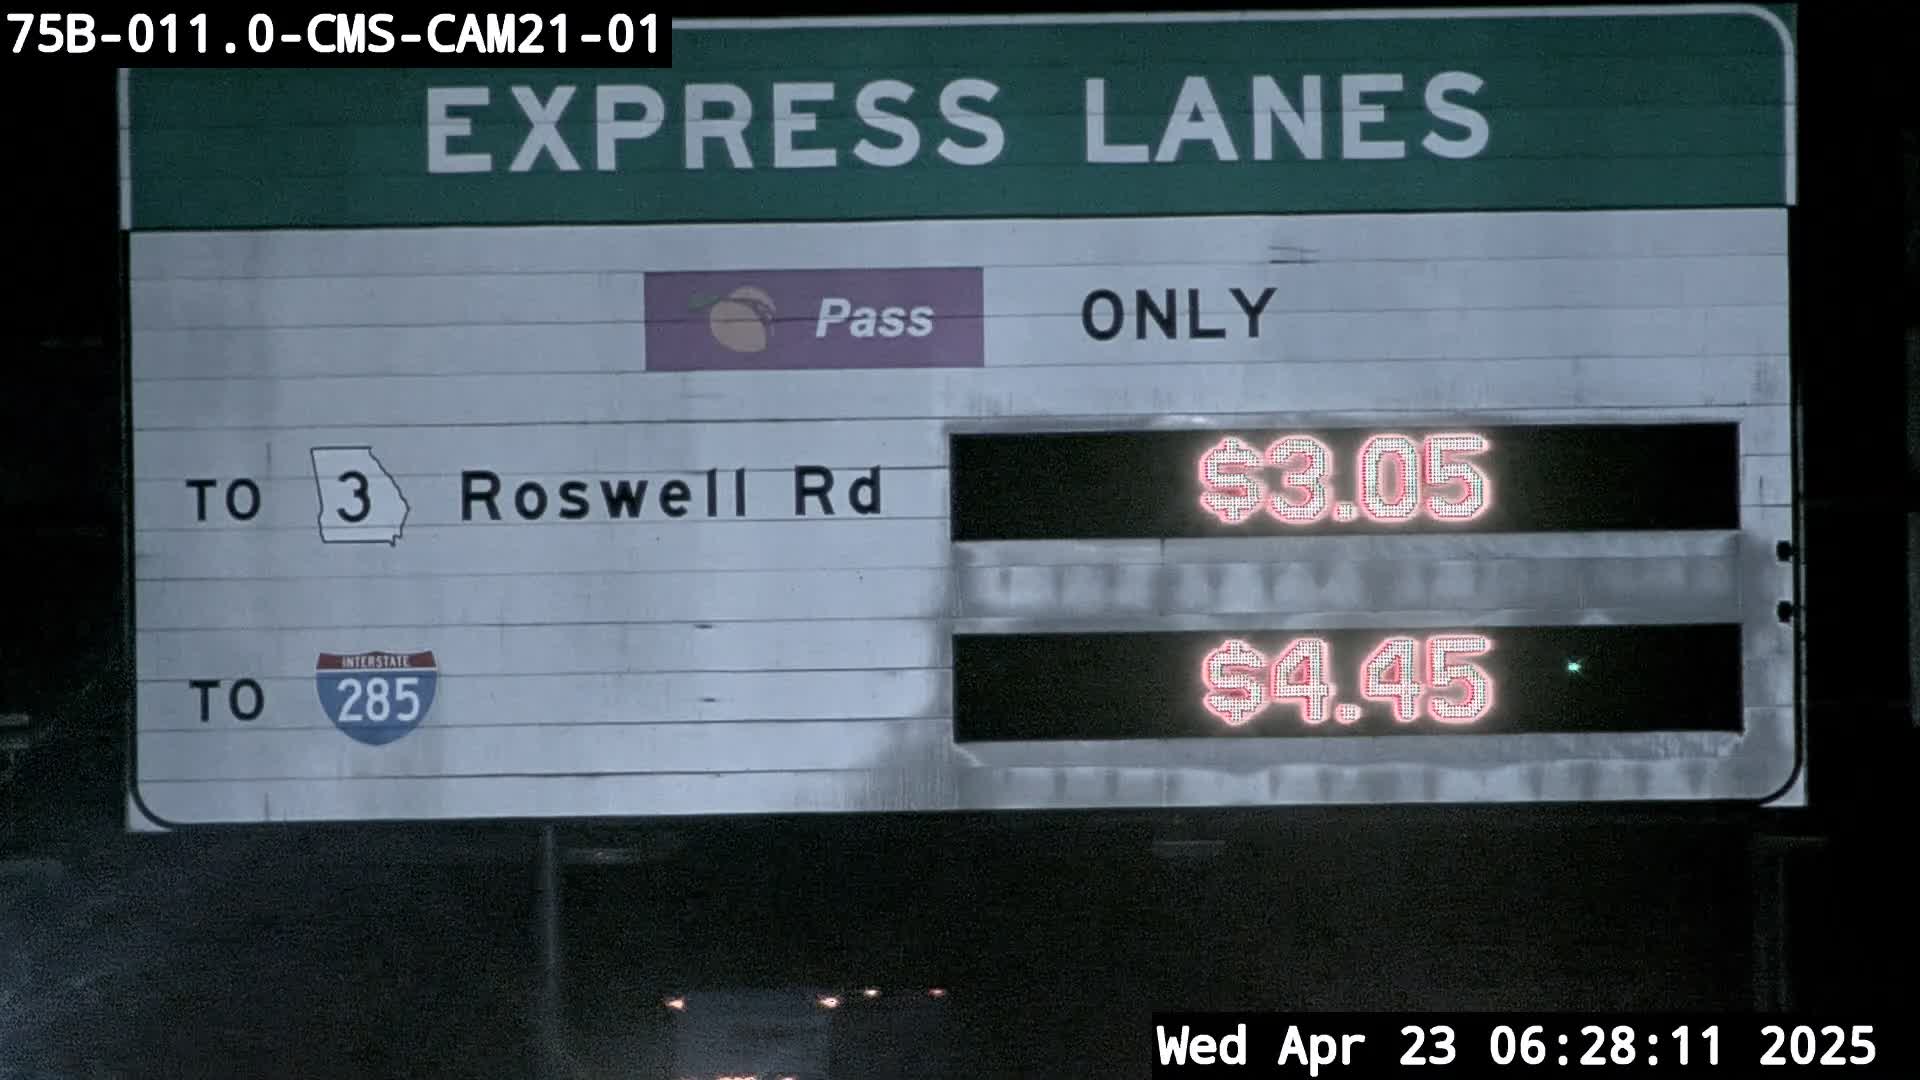 75B-011.0-CMS-CAM21-01
EXPRESS LANES
Pass ONLY
TO 3 Roswell Rd $3.05
TO INTERSTATE 285 $4.45
Wed Apr 23 06:28:11 2025